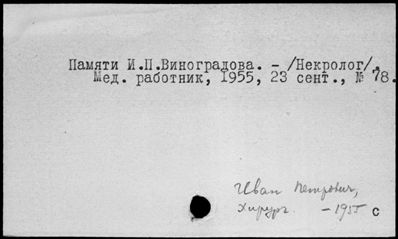 Памяти И.П.Виноградова. – /Некролог/.
Мед. работник, 1955, 23 сент., № 78.
Иван Петрович,
Хирург. – 1955 с